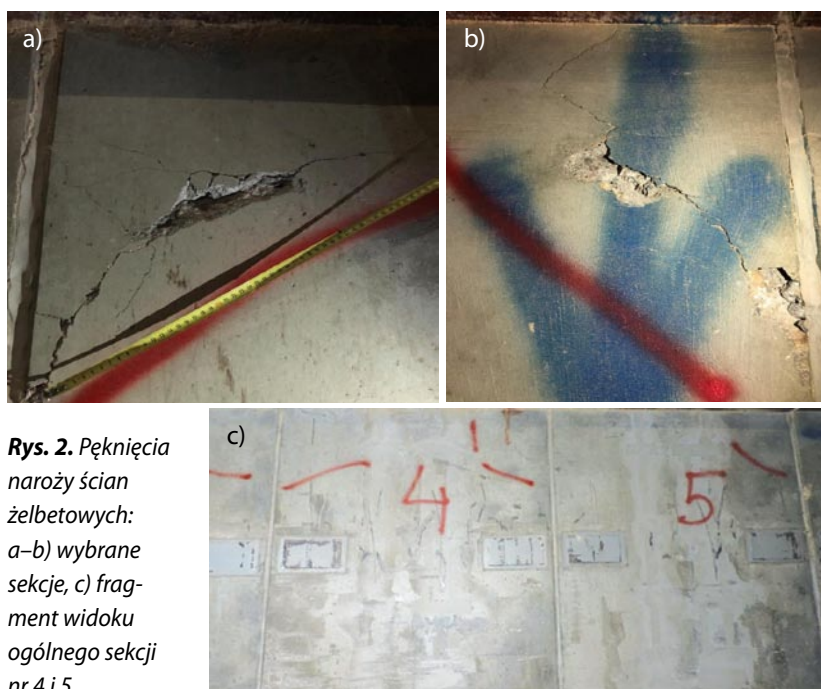 a)
b)
Rys. 2. Pęknięcia
naroży ścian
żelbetowych:
a–b) wybrane
sekcje, c) frag-
ment widoku
ogólnego sekcji
nr 4 i 5
c)
4
5